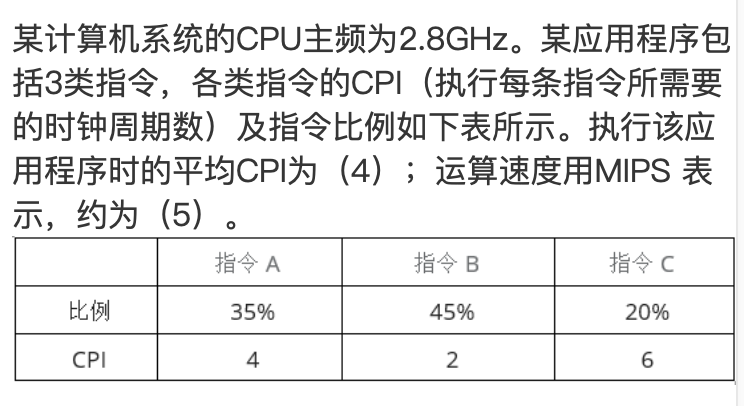 某计算机系统的CPU主频为2.8GHz。某应用程序包
括3类指令，各类指令的CPI（执行每条指令所需要
的时钟周期数）及指令比例如下表所示。执行该应
用程序时的平均CPI为（4）；运算速度用MIPS 表
示，约为（5）。
指令 A 指令 B 指令 C
比例 35% 45% 20%
CPI 4 2 6